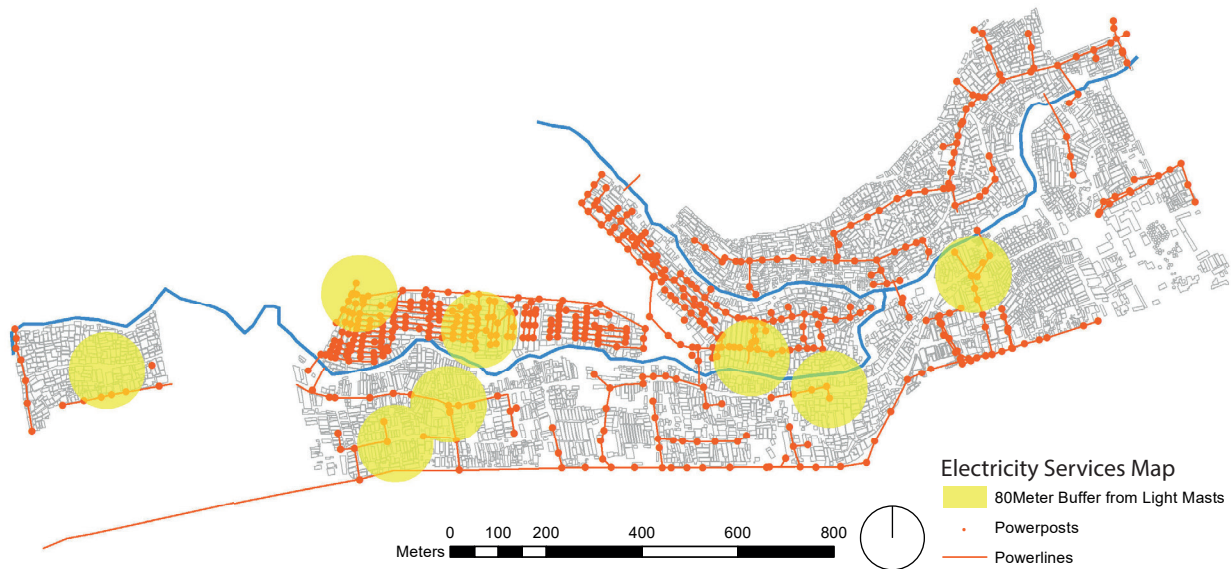 Electricity Services Map
80Meter Buffer from Light Masts
Powerposts
Powerlines
0 100 200 400 600 800
Meters